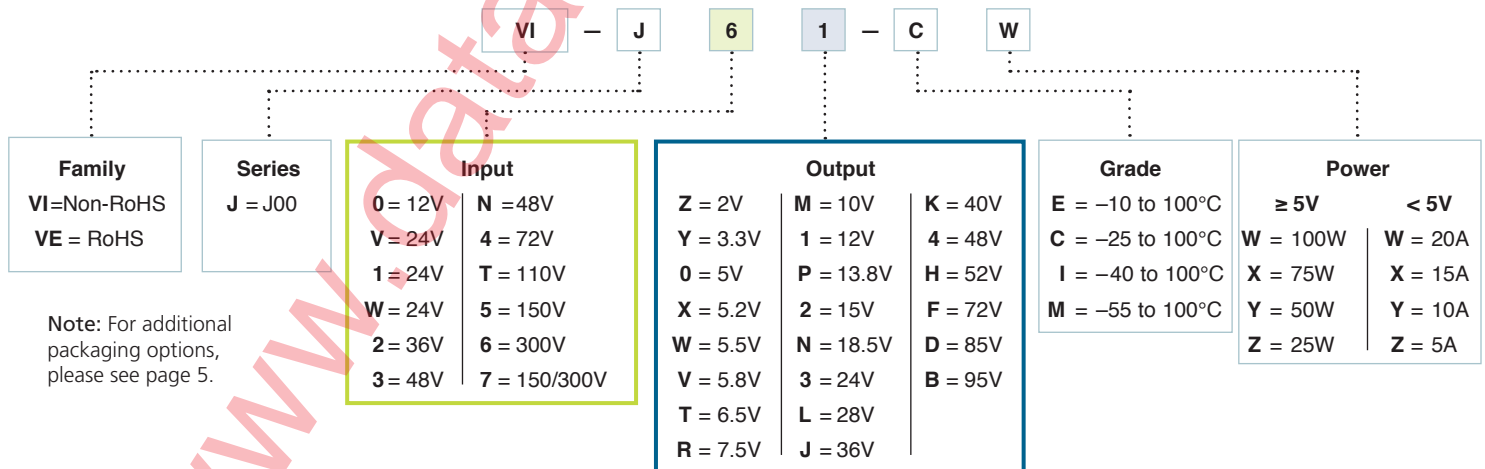 VI – J 6 1 – C W
Family
VI=Non-RoHS
VE = RoHS
Series
J = J00
Input
0 = 12V
V = 24V
1 = 24V
W = 24V
2 = 36V
3 = 48V
N =48V
4 = 72V
T = 110V
5 = 150V
6 = 300V
7 = 150/300V
Output
Z = 2V
Y = 3.3V
0 = 5V
X = 5.2V
W = 5.5V
V = 5.8V
T = 6.5V
R = 7.5V
M = 10V
1 = 12V
P = 13.8V
2 = 15V
N = 18.5V
3 = 24V
L = 28V
J = 36V
K = 40V
4 = 48V
H = 52V
F = 72V
D = 85V
B = 95V
Grade
E = –10 to 100°C
C = –25 to 100°C
I = –40 to 100°C
M = –55 to 100°C
Power
≥ 5V
W = 100W
X = 75W
Y = 50W
Z = 25W
< 5V
W = 20A
X = 15A
Y = 10A
Z = 5A
Note: For additional
packaging options,
please see page 5.
www.data